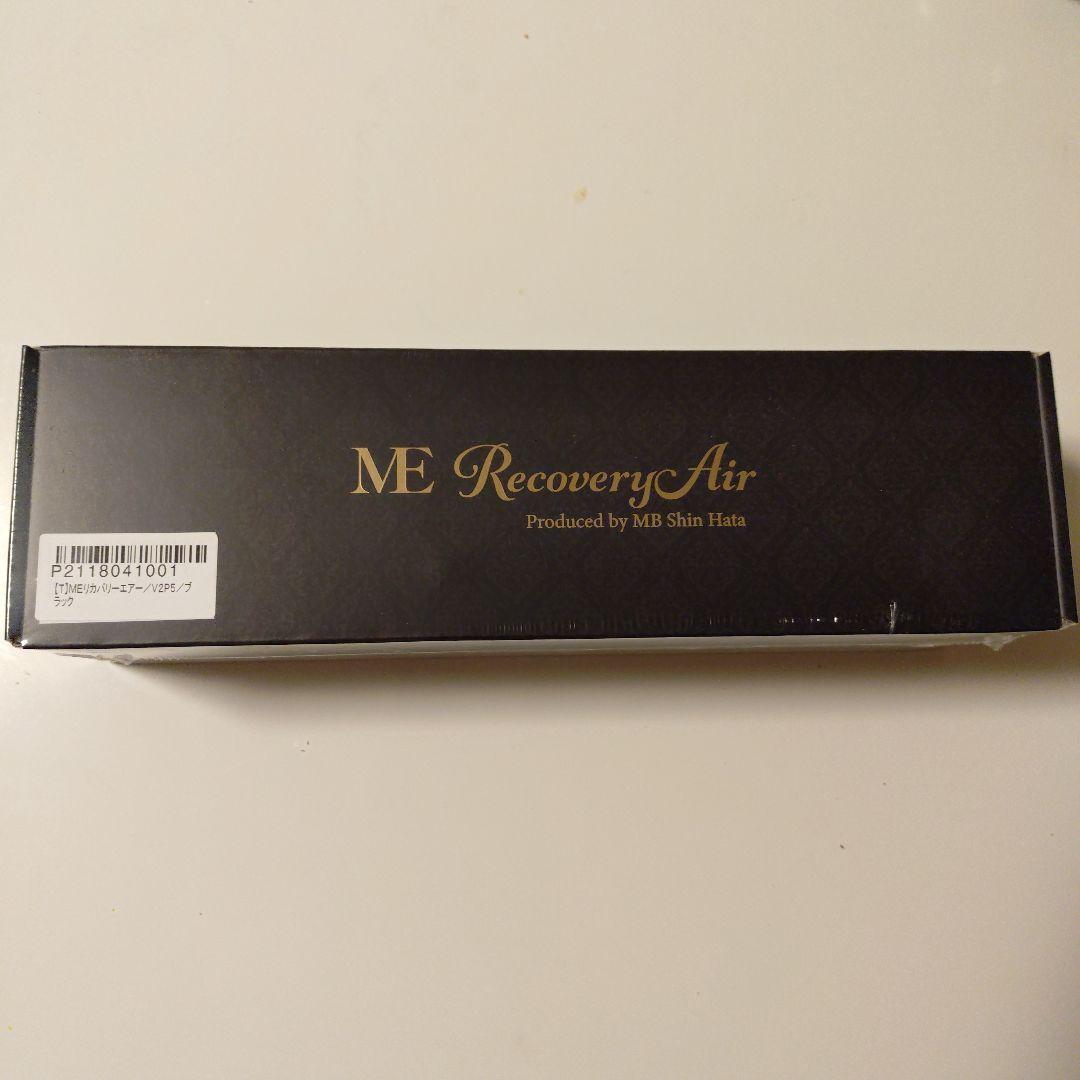 ME RecoveryAir
Produced by MB Shin Hata
P2118041001
【T】MEリカバリーエアー／V2P5／ブ
ラック